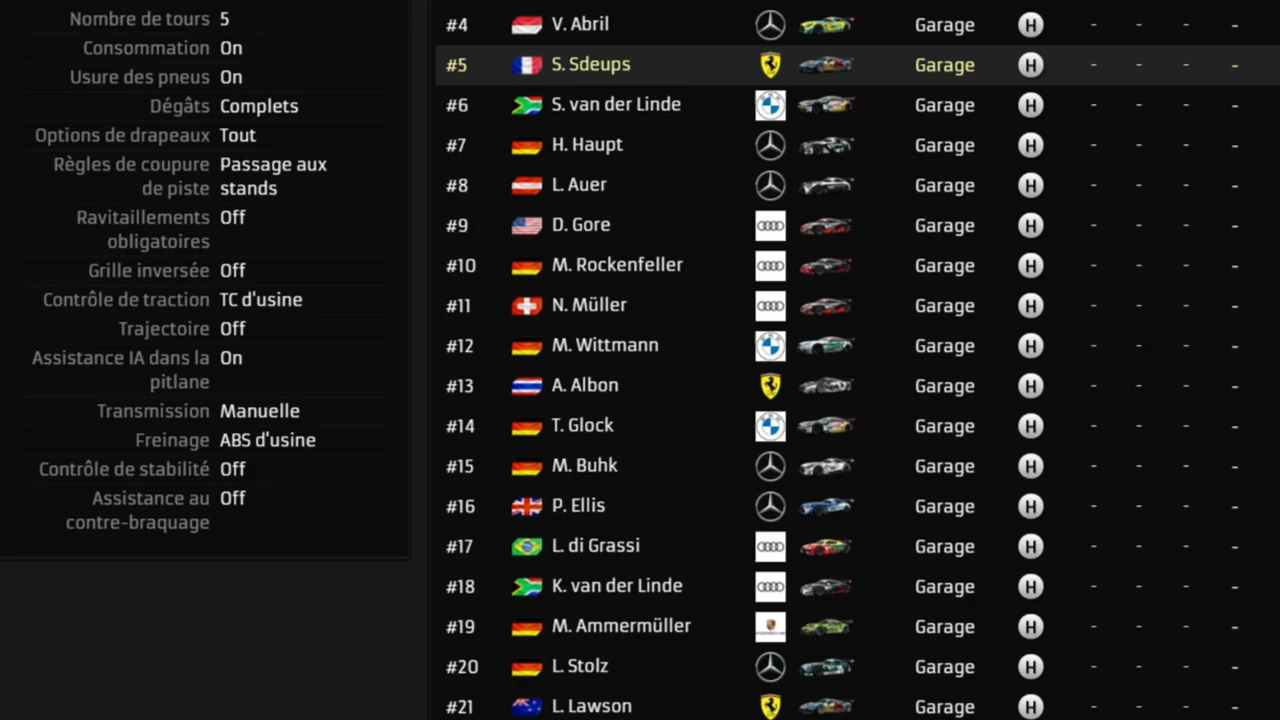 Nombre de tours 5
Consommation On
Usure des pneus On
Dégâts Complets
Options de drapeaux Tout
Règles de coupure Passage aux
de piste stands
Ravitaillements Off
obligatoires
Grille inversée Off
Contrôle de traction TC d'usine
Trajectoire Off
Assistance IA dans la On
pitlane
Transmission Manuelle
Freinage ABS d'usine
Contrôle de stabilité Off
Assistance au Off
contre-braquage
#4 V. Abril Garage H - - - -
#5 S. Sdeups Garage H - - - -
#6 S. van der Linde Garage H - - - -
#7 H. Haupt Garage H - - - -
#8 L. Auer Garage H - - - -
#9 D. Gore Garage H - - - -
#10 M. Rockenfeller Garage H - - - -
#11 N. Müller Garage H - - - -
#12 M. Wittmann Garage H - - - -
#13 A. Albon Garage H - - - -
#14 T. Glock Garage H - - - -
#15 M. Buhk Garage H - - - -
#16 P. Ellis Garage H - - - -
#17 L. di Grassi Garage H - - - -
#18 K. van der Linde Garage H - - - -
#19 M. Ammermüller Garage H - - - -
#20 L. Stolz Garage H - - - -
#21 L. Lawson Garage H - - - -